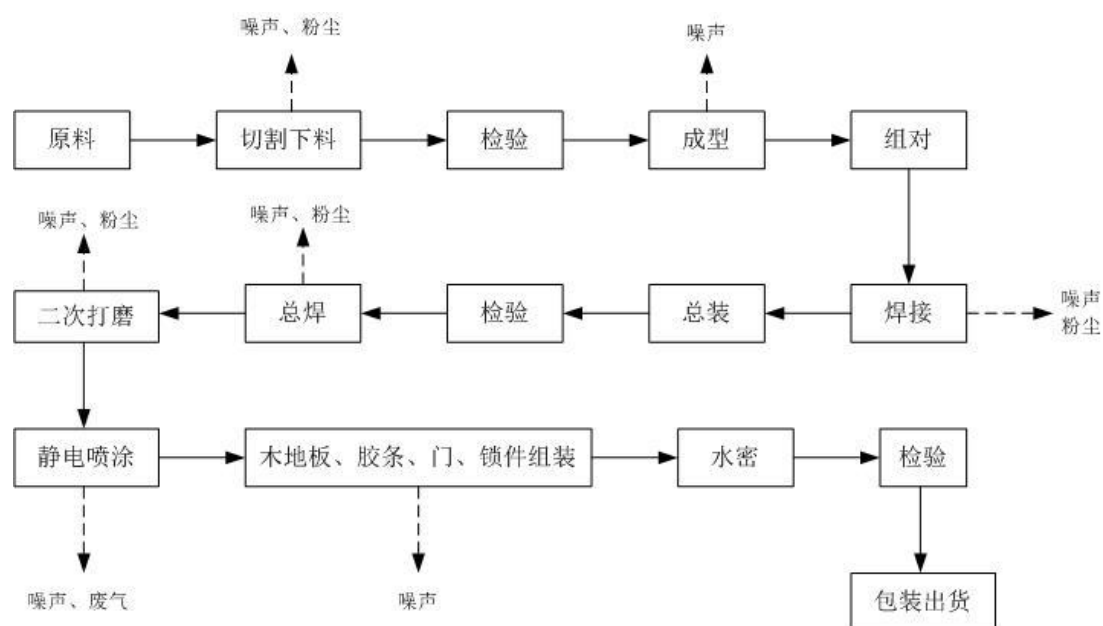 噪声、粉尘
噪声
原料
切割下料
检验
成型
组对
噪声、粉尘
噪声、粉尘
二次打磨
总焊
检验
总装
焊接
噪声
粉尘
静电喷涂
木地板、胶条、门、锁件组装
水密
检验
噪声、废气
噪声
包装出货